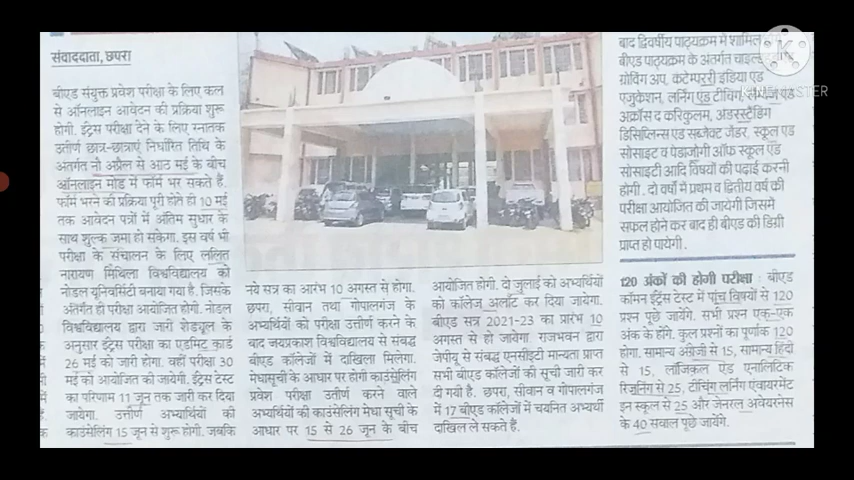 संवाददाता, छपरा
बीएड संयुक्त प्रवेश परीक्षा के लिए कल
से ऑनलाइन आवेदन की प्रक्रिया शुरू
होगी. इंट्रेस परीक्षा देने के लिए स्नातक
उत्तीर्ण छात्र-छात्राएं निर्धारित तिथि के
अंतर्गत नौ अप्रैल से आठ मई के बीच
ऑनलाइन मोड में फॉर्म भर सकते हैं.
फॉर्म भरने की प्रक्रिया पूरी होते ही 10 मई
तक आवेदन पत्रों में अंतिम सुधार के
साथ शुल्क जमा हो सकेगा. इस वर्ष भी
परीक्षा के संचालन के लिए ललित
नारायण मिथिला विश्वविद्यालय को
नोडल यूनिवर्सिटी बनाया गया है. जिसके
अंतर्गत ही परीक्षा आयोजित होगी. नोडल
विश्वविद्यालय द्वारा जारी शेड्यूल के
अनुसार इंट्रेस परीक्षा का एडमिट कार्ड
26 मई को जारी होगा. वहीं परीक्षा 30
मई को आयोजित की जायेगी. इंट्रेंस टेस्ट
का परिणाम 11 जून तक जारी कर दिया
जायेगा. उत्तीर्ण अभ्यर्थियों की
काउंसेलिंग 15 जून से शुरू होगी. जबकि
नये सत्र का आरंभ 10 अगस्त से होगा.
छपरा, सीवान तथा गोपालगंज के
अभ्यर्थियों को परीक्षा उत्तीर्ण करने के
बाद जयप्रकाश विश्वविद्यालय से संबद्ध
बीएड कॉलेजों में दाखिला मिलेगा.
मेधासूची के आधार पर होगी काउंसेलिंग
प्रवेश परीक्षा उत्तीर्ण करने वाले
अभ्यर्थियों की काउंसेलिंग मेधा सूची के
आधार पर 15 से 26 जून के बीच
आयोजित होगी. दो जुलाई को अभ्यर्थियों
को कॉलेज अलॉट कर दिया जायेगा.
बीएड सत्र 2021-23 का प्रारंभ 10
अगस्त से हो जायेगा राजभवन द्वारा
जेपीयू से संबद्ध एनसीटी मान्यता प्राप्त
सभी बीएड कॉलेजों की सूची जारी कर
दी गयी है. छपरा, सीवान व गोपालगंज
में 17 बीएड कॉलेजों में चयनित अभ्यर्थी
दाखिल ले सकते हैं.
बाद द्विवर्षीय पाठ्यक्रम में शामिल
बीएड पाठ्यक्रम के अंतर्गत
ग्रोविंग अप, कंटेम्पररी इंडिया एंड
एजुकेशन, लर्निंग एंड टीचिंग, एंड
अक्रॉस द करिकुलम, अंडरस्टैंडिंग
डिसिप्लिन्स एंड सब्जेक्ट जेंडर, स्कूल एंड
सोसाइट व पेडाजोगी ऑफ स्कूल एंड
सोसाइटी आदि विषयों की पढाई करनी
होगी. दो वर्षों में प्रथम व द्वितीय वर्ष की
परीक्षा आयोजित की जायेगी जिसमें
सफल होने कर बाद ही बीएड की डिग्री
प्राप्त हो पायेगी.
120 अंकों की होगी परीक्षा : बीएड
कॉमन इंट्रेंस टेस्ट में पांच विषयों से 120
प्रश्न पूछे जायेंगे. सभी प्रश्न एक-एक
अंक के होंगे. कुल प्रश्नों का पूर्णांक 120
होगा. सामान्य अंग्रेजी से 15, सामान्य हिंदी
से 15, लॉजिकल एंड एनालिटिक
रिजनिंग से 25, टीचिंग लर्निंग एंवायरमेंट
इन स्कूल से 25 और जेनरल अवेयरनेस
के 40 सवाल पूछे जायेंगे.